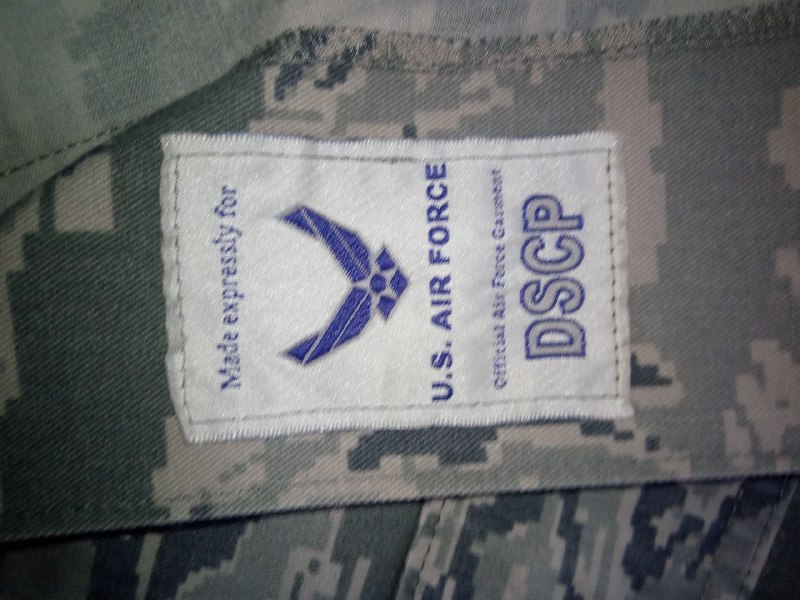 Made expressly for
U.S. AIR FORCE
Official Air Force Garment
DSCP